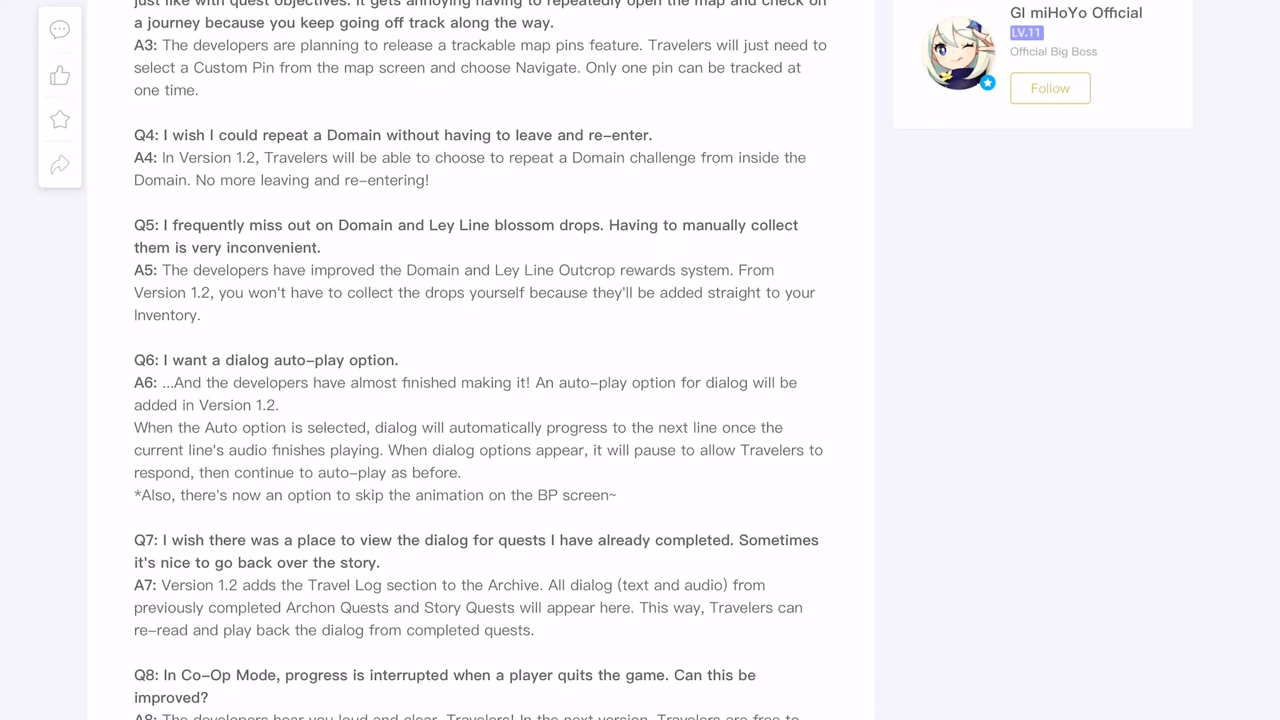 just like with quest objectives. It gets annoying having to repeatedly open the map and check on
a journey because you keep going off track along the way.
A3: The developers are planning to release a trackable map pins feature. Travelers will just need to
select a Custom Pin from the map screen and choose Navigate. Only one pin can be tracked at
one time.
Q4: I wish I could repeat a Domain without having to leave and re-enter.
A4: In Version 1.2, Travelers will be able to choose to repeat a Domain challenge from inside the
Domain. No more leaving and re-entering!
Q5: I frequently miss out on Domain and Ley Line blossom drops. Having to manually collect
them is very inconvenient.
A5: The developers have improved the Domain and Ley Line Outcrop rewards system. From
Version 1.2, you won't have to collect the drops yourself because they'll be added straight to your
Inventory.
Q6: I want a dialog auto-play option.
A6: ...And the developers have almost finished making it! An auto-play option for dialog will be
added in Version 1.2.
When the Auto option is selected, dialog will automatically progress to the next line once the
current line's audio finishes playing. When dialog options appear, it will pause to allow Travelers to
respond, then continue to auto-play as before.
*Also, there's now an option to skip the animation on the BP screen~
Q7: I wish there was a place to view the dialog for quests I have already completed. Sometimes
it's nice to go back over the story.
A7: Version 1.2 adds the Travel Log section to the Archive. All dialog (text and audio) from
previously completed Archon Quests and Story Quests will appear here. This way, Travelers can
re-read and play back the dialog from completed quests.
Q8: In Co-Op Mode, progress is interrupted when a player quits the game. Can this be
improved?
A8: The developers hear you loud and clear, Travelers! In the next version, Travelers are free to
GI miHoYo Official
LV.11
Official Big Boss
Follow